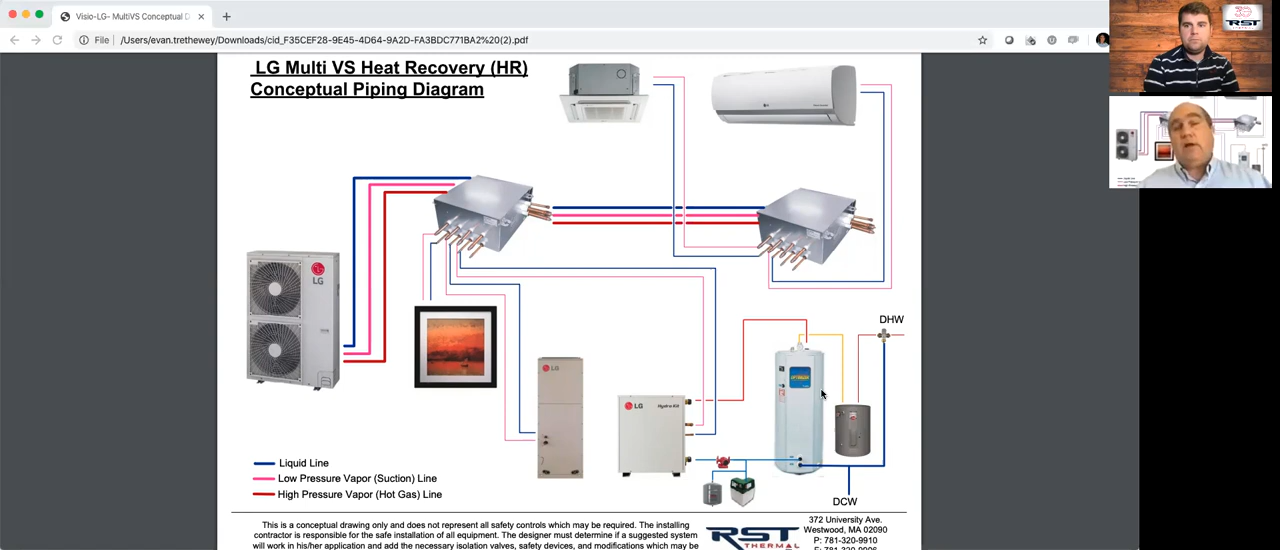 Visio-LG- MultiVS Conceptual D
File
/Users/evan.trethewey/Downloads/cid_F35CEF28-9E45-4D64-9A2D-FA3BDC771BA2%20(2).pdf
RST
LG Multi VS Heat Recovery (HR)
Conceptual Piping Diagram
LG
LG
LG
Hydro Kit
DHW
DCW
Liquid Line
Low Pressure Vapor (Suction) Line
High Pressure Vapor (Hot Gas) Line
This is a conceptual drawing only and does not represent all safety controls which may be required. The installing
contractor is responsible for the safe installation of all equipment. The designer must determine if a suggested system
will work in his/her application and add the necessary isolation valves, safety devices, and modifications which may be
RST
THERMAL
372 University Ave.
Westwood, MA 02090
P: 781-320-9910